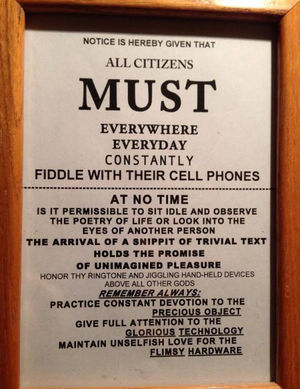 NOTICE IS HEREBY GIVEN THAT
ALL CITIZENS
MUST
EVERYWHERE
EVERYDAY
CONSTANTLY
FIDDLE WITH THEIR CELL PHONES
AT NO TIME
IS IT PERMISSIBLE TO SIT IDLE AND OBSERVE
THE POETRY OF LIFE OR LOOK INTO THE
EYES OF ANOTHER PERSON
THE ARRIVAL OF A SNIPPIT OF TRIVIAL TEXT
HOLDS THE PROMISE
OF UNIMAGINED PLEASURE
HONOR THY RINGTONE AND JIGGLING HAND-HELD DEVICES
ABOVE ALL OTHER GODS
REMEMBER ALWAYS:
PRACTICE CONSTANT DEVOTION TO THE
PRECIOUS OBJECT
GIVE FULL ATTENTION TO THE
GLORIOUS TECHNOLOGY
MAINTAIN UNSELFISH LOVE FOR THE
FLIMSY HARDWARE